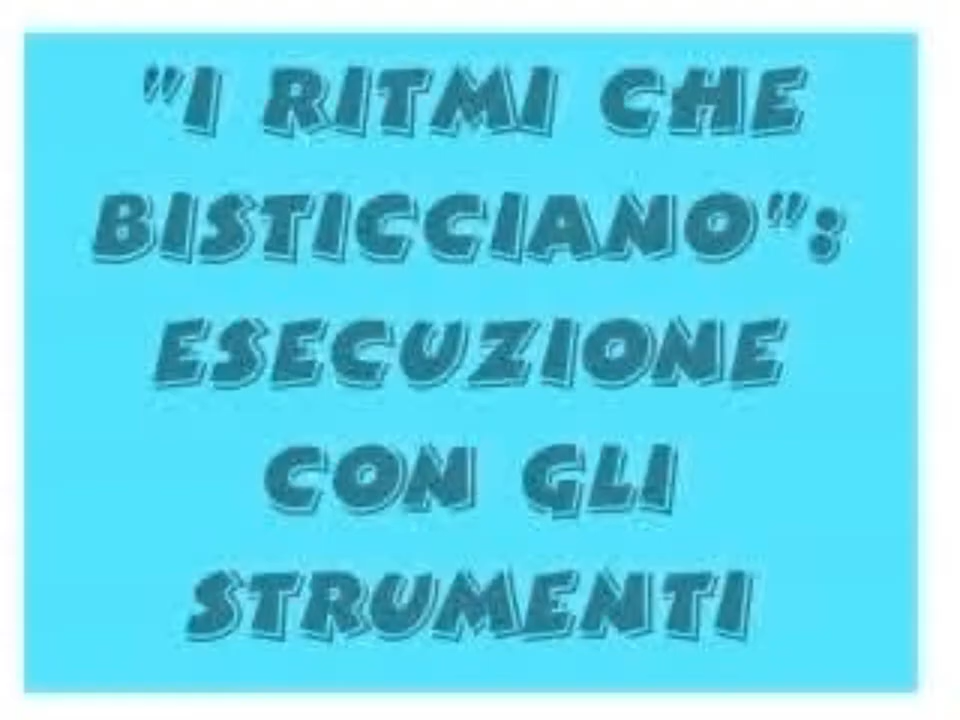 "I RITMI CHE
BISTICCIANO":
ESECUZIONE
CON GLI
STRUMENTI